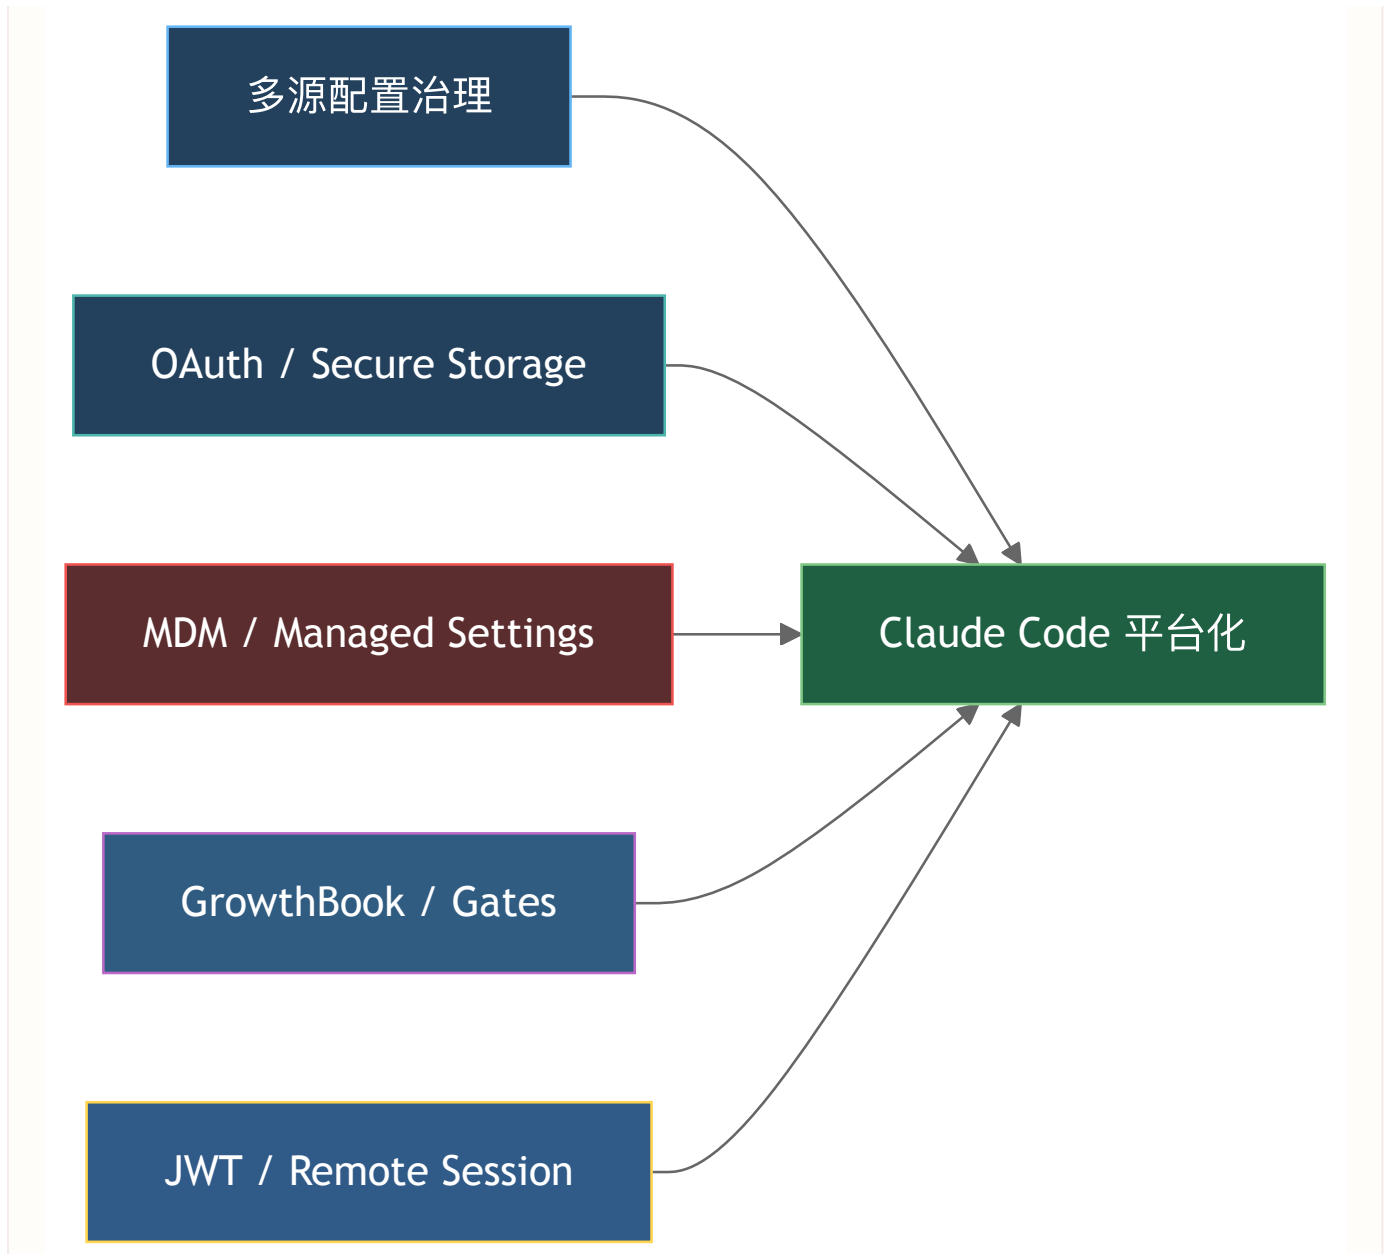 多源配置治理
OAuth / Secure Storage
MDM / Managed Settings
Claude Code 平台化
GrowthBook / Gates
JWT / Remote Session